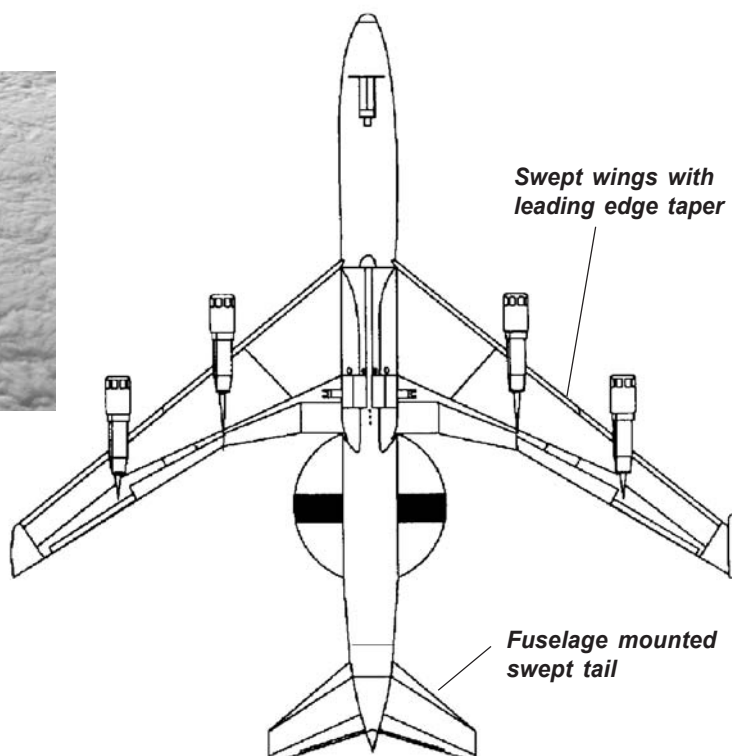 Swept wings with
leading edge taper
Fuselage mounted
swept tail